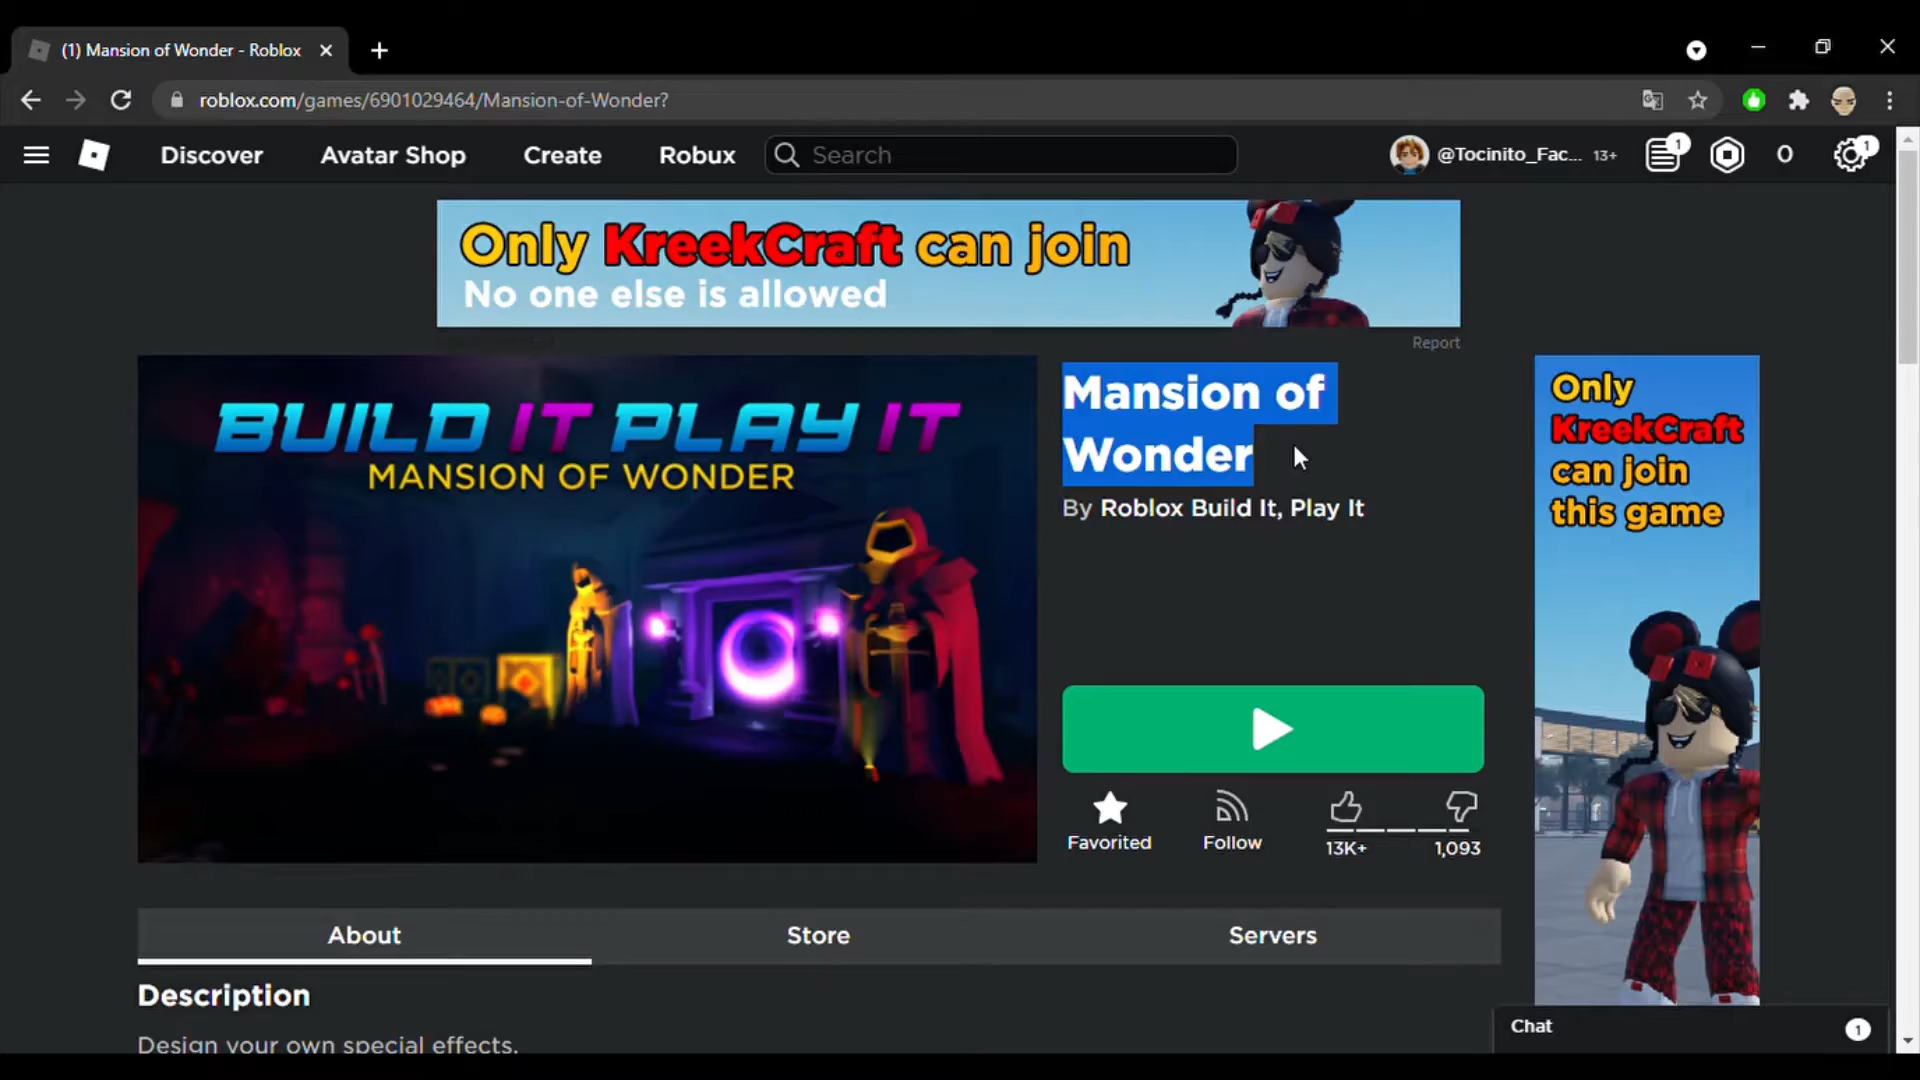 (1) Mansion of Wonder - Roblox
roblox.com/games/6901029464/Mansion-of-Wonder?
Discover
Avatar Shop
Create
Robux
Search
@Tocinito_Fac...
13+
1
0
1
Only KreekCraft can join
No one else is allowed
Report
BUILD IT PLAY IT
MANSION OF WONDER
Mansion of
Wonder
By Roblox Build It, Play It
Only
KreekCraft
can join
this game
Favorited
Follow
13K+
1,093
About
Store
Servers
Description
Design your own special effects.
Chat
1